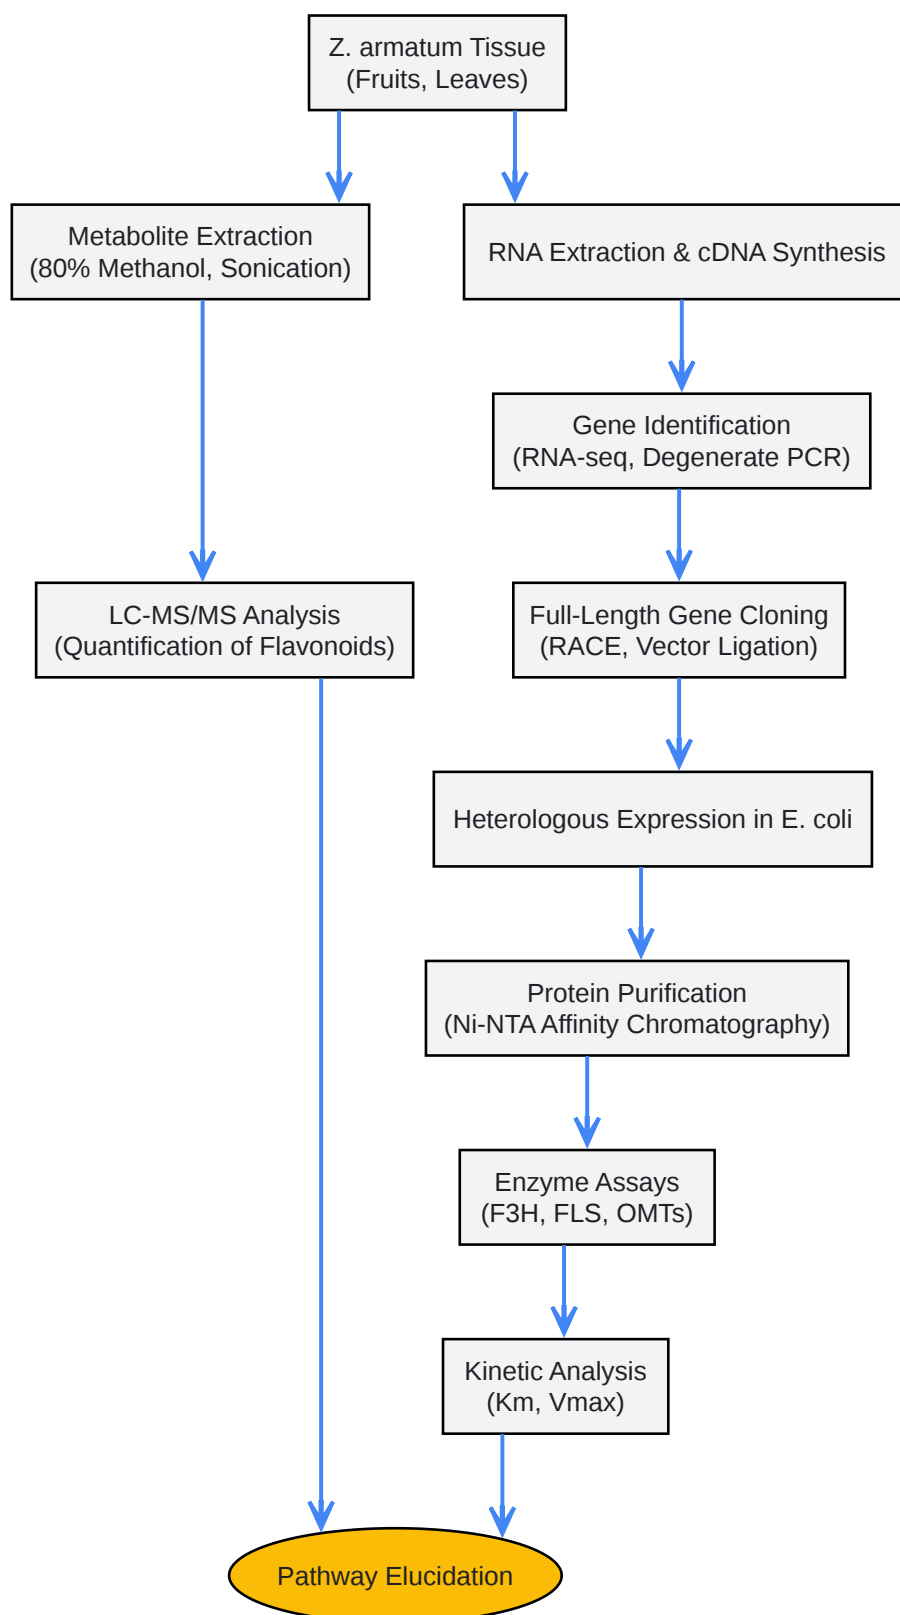 Z. armatum Tissue
(Fruits, Leaves)
Metabolite Extraction
(80% Methanol, Sonication)
RNA Extraction & cDNA Synthesis
Gene Identification
(RNA-seq, Degenerate PCR)
LC-MS/MS Analysis
(Quantification of Flavonoids)
Full-Length Gene Cloning
(RACE, Vector Ligation)
Heterologous Expression in E. coli
Protein Purification
(Ni-NTA Affinity Chromatography)
Enzyme Assays
(F3H, FLS, OMTs)
Kinetic Analysis
(Km, Vmax)
Pathway Elucidation